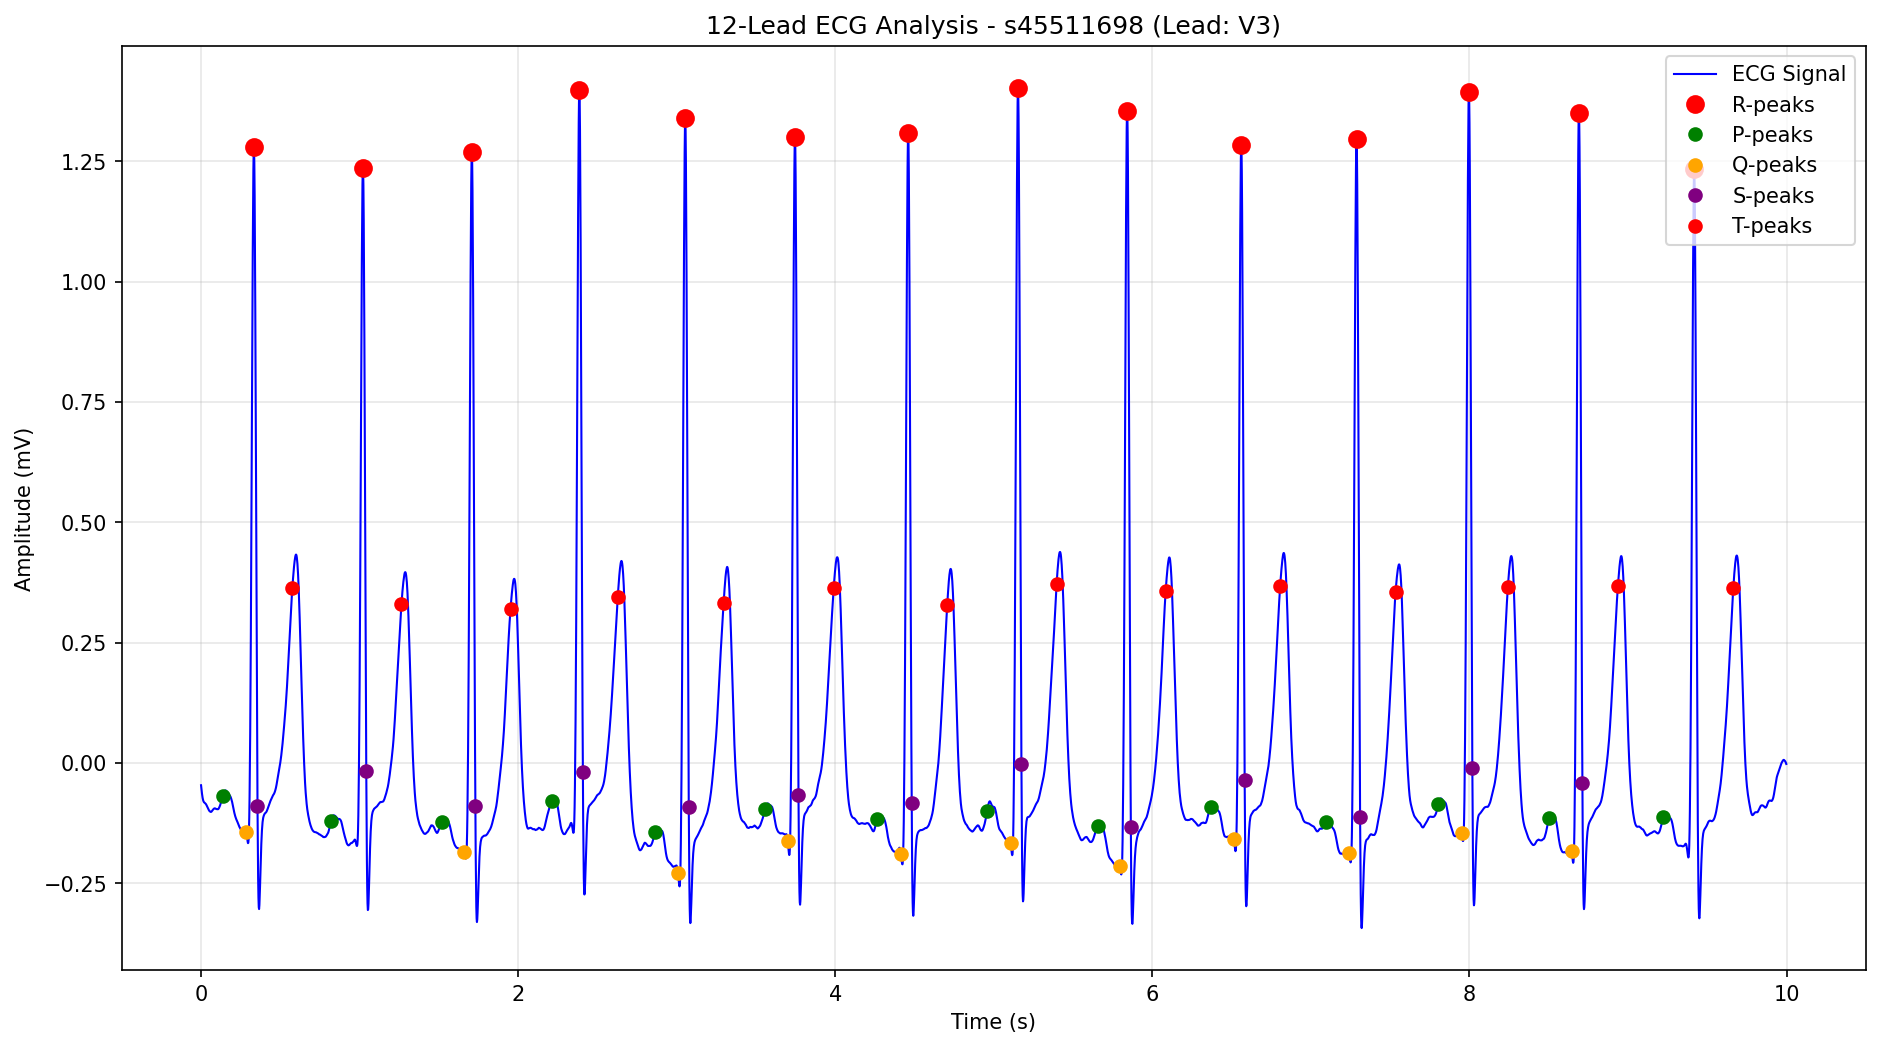 12-Lead ECG Analysis - s45511698 (Lead: V3)
ECG Signal
R-peaks
P-peaks
Q-peaks
S-peaks
T-peaks
Amplitude (mV)
1.25
1.00
0.75
0.50
0.25
0.00
−0.25
0 2 4 6 8 10
Time (s)